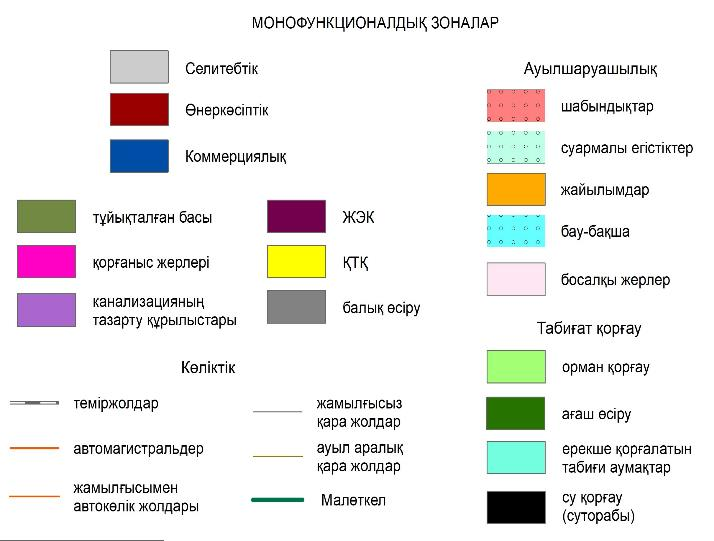 МОНОФУНКЦИОНАЛДЫҚ ЗОНАЛАР
Селитебтік
Өнеркәсіптік
Коммерциялық
тұйықталған басы
қорғаныс жерлері
канализацияның
тазарту құрылыстары
ЖЭК
ҚТҚ
балық өсіру
Ауылшаруашылық
шабындықтар
суармалы егістіктер
жайылымдар
бау-бақша
босалқы жерлер
Табиғат қорғау
орман қорғау
ағаш өсіру
ерекше қорғалатын
табиғи аумақтар
су қорғау
(суторабы)
Көліктік
теміржолдар
автомагистральдер
жамылғысымен
автокөлік жолдары
жамылғысыз
қара жолдар
ауыл аралық
қара жолдар
Малөткел